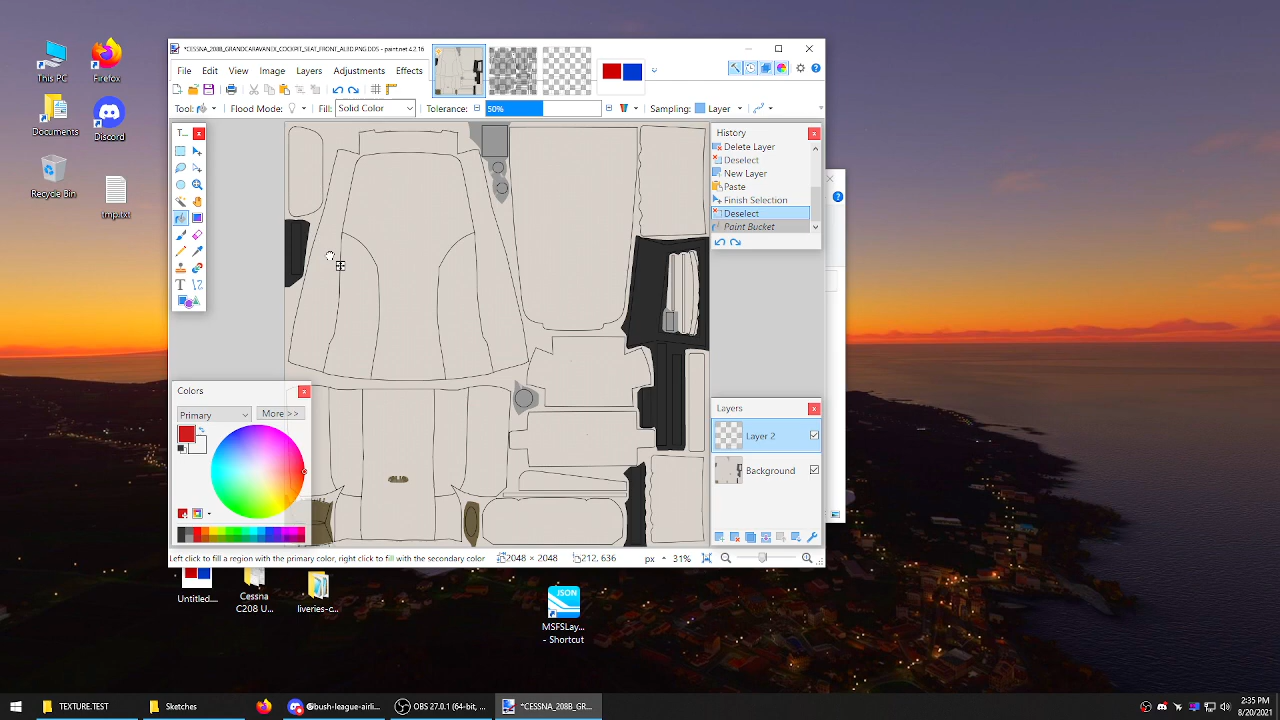 This PC
Firefox
Documents
Discord
Recycle Bin
tmp.txt
*CESSNA_208B_GRANDCARAVANEX_COCKPIT_SEAT_FRONT_ALBD.PNG.DDS - paint.net 4.2.16
File Edit View Image Layers Adjustments Effects
Tool: Flood Mode: Fill: Solid Color Tolerance: 50% Sampling: Layer
T...
History
Delete Layer
Deselect
New Layer
Paste
Finish Selection
Deselect
Paint Bucket
Colors
Primary
More >>
Layers
Layer 2
Background
Left click to fill a region with the primary color, right click to fill with the secondary color
2048 × 2048
212, 636
px
31%
Untitled....
Cessna
C208 U...
liveries-c...
JSON
MSFSLay...
- Shortcut
TEXTURE.TEST
Sketches
#bush-league-airli...
OBS 27.0.1 (64-bit, ...
*CESSNA_208B_GR...
2:35 PM
8/20/2021